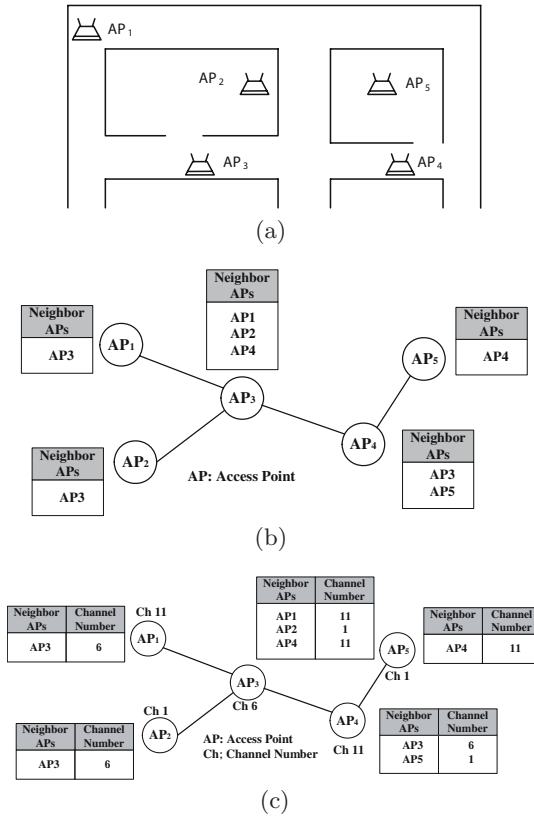 AP1
AP2
AP5
AP3
AP4
(a)
Neighbor APs
AP1
AP2
AP4
Neighbor APs
AP3
AP1
AP5
Neighbor APs
AP4
AP3
AP4
Neighbor APs
AP3
AP2
AP: Access Point
Neighbor APs
AP3
AP5
(b)
Neighbor APs Channel Number
AP3 6
Ch 11
AP1
Neighbor APs Channel Number
AP1 11
AP2 1
AP4 11
AP5
Ch 1
Neighbor APs Channel Number
AP4 11
AP3
Ch 6
Neighbor APs Channel Number
AP3 6
Ch 1
AP2
AP: Access Point
Ch; Channel Number
AP4
Ch 11
Neighbor APs Channel Number
AP3 6
AP5 1
(c)